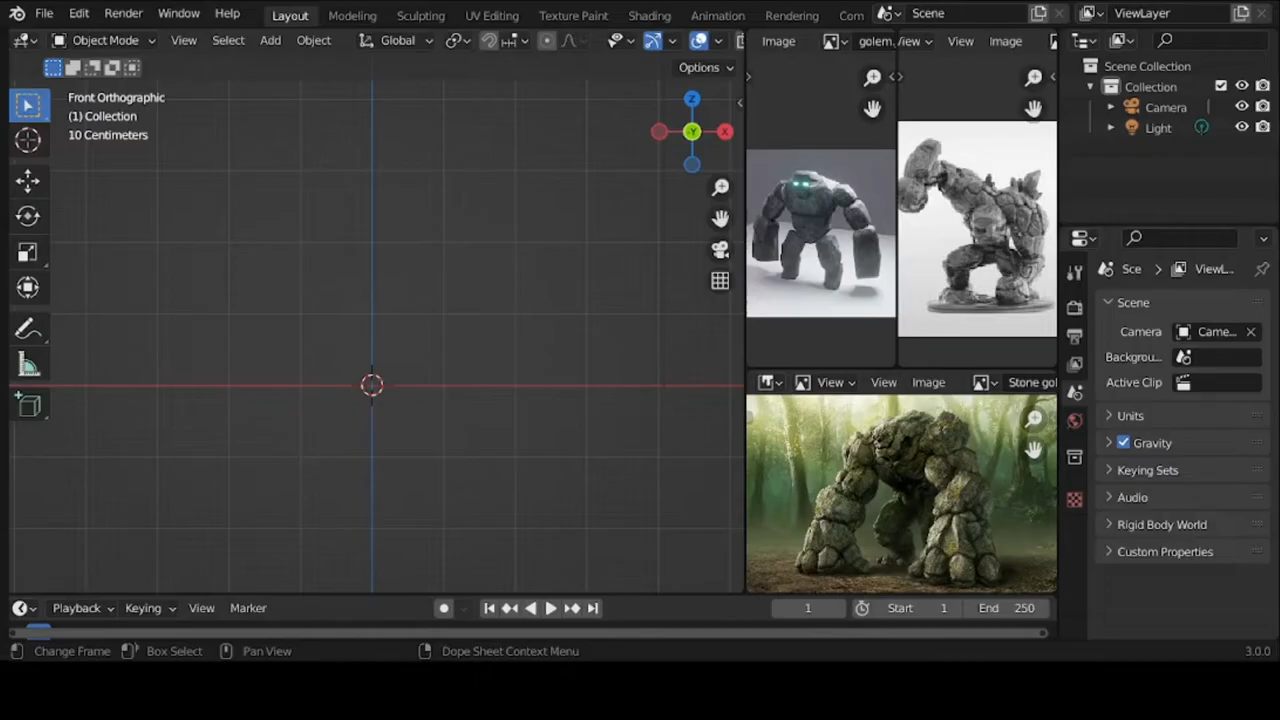 File Edit Render Window Help Layout Modeling Sculpting UV Editing Texture Paint Shading Animation Rendering Com Scene ViewLayer
Object Mode View Select Add Object Global Image golem. View View Image
Options
Front Orthographic
(1) Collection
10 Centimeters
Z
-Y X
Scene Collection
Collection
Camera
Light
Sce ViewL...
Scene
Camera Came...
Backgrou...
Active Clip
View View Image Stone gol
Units
Gravity
Keying Sets
Audio
Rigid Body World
Custom Properties
Playback Keying View Marker 1 Start 1 End 250
Change Frame Box Select Pan View Dope Sheet Context Menu 3.0.0